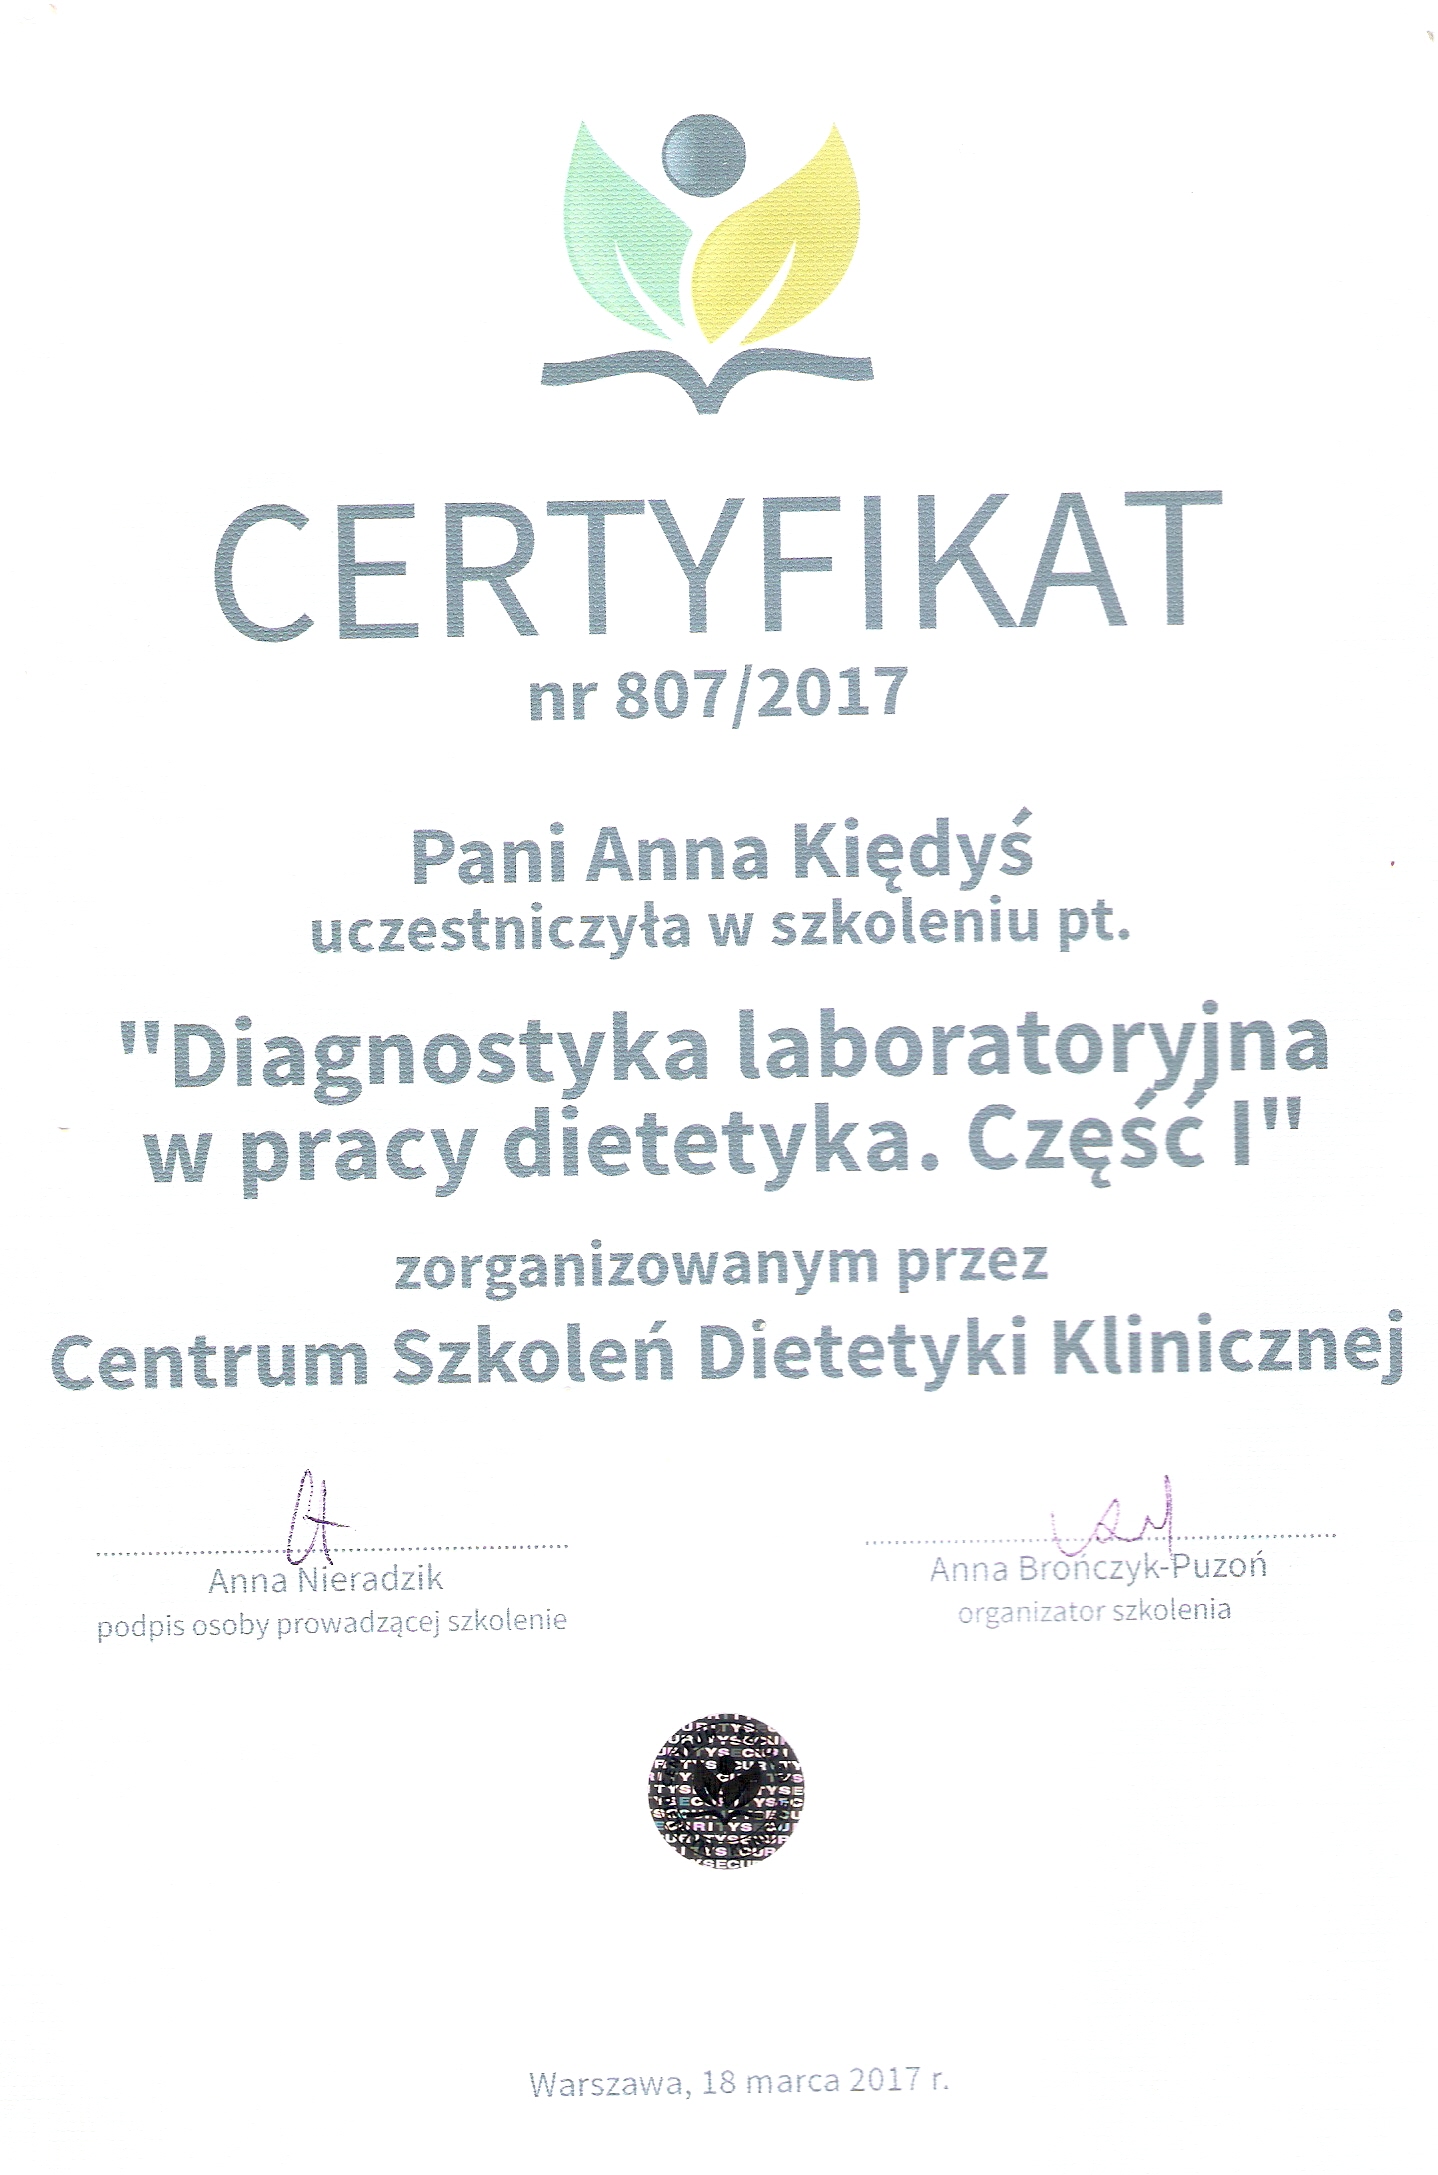 CERTYFIKAT
nr 807/2017
Pani Anna Kiędyś
uczestniczyła w szkoleniu pt.
"Diagnostyka laboratoryjna
w pracy dietetyka. Część I"
zorganizowanym przez
Centrum Szkoleń Dietetyki Klinicznej
Anna Nieradzik
podpis osoby prowadzącej szkolenie
Anna Brończyk-Puzoń
organizator szkolenia
Warszawa, 18 marca 2017 r.